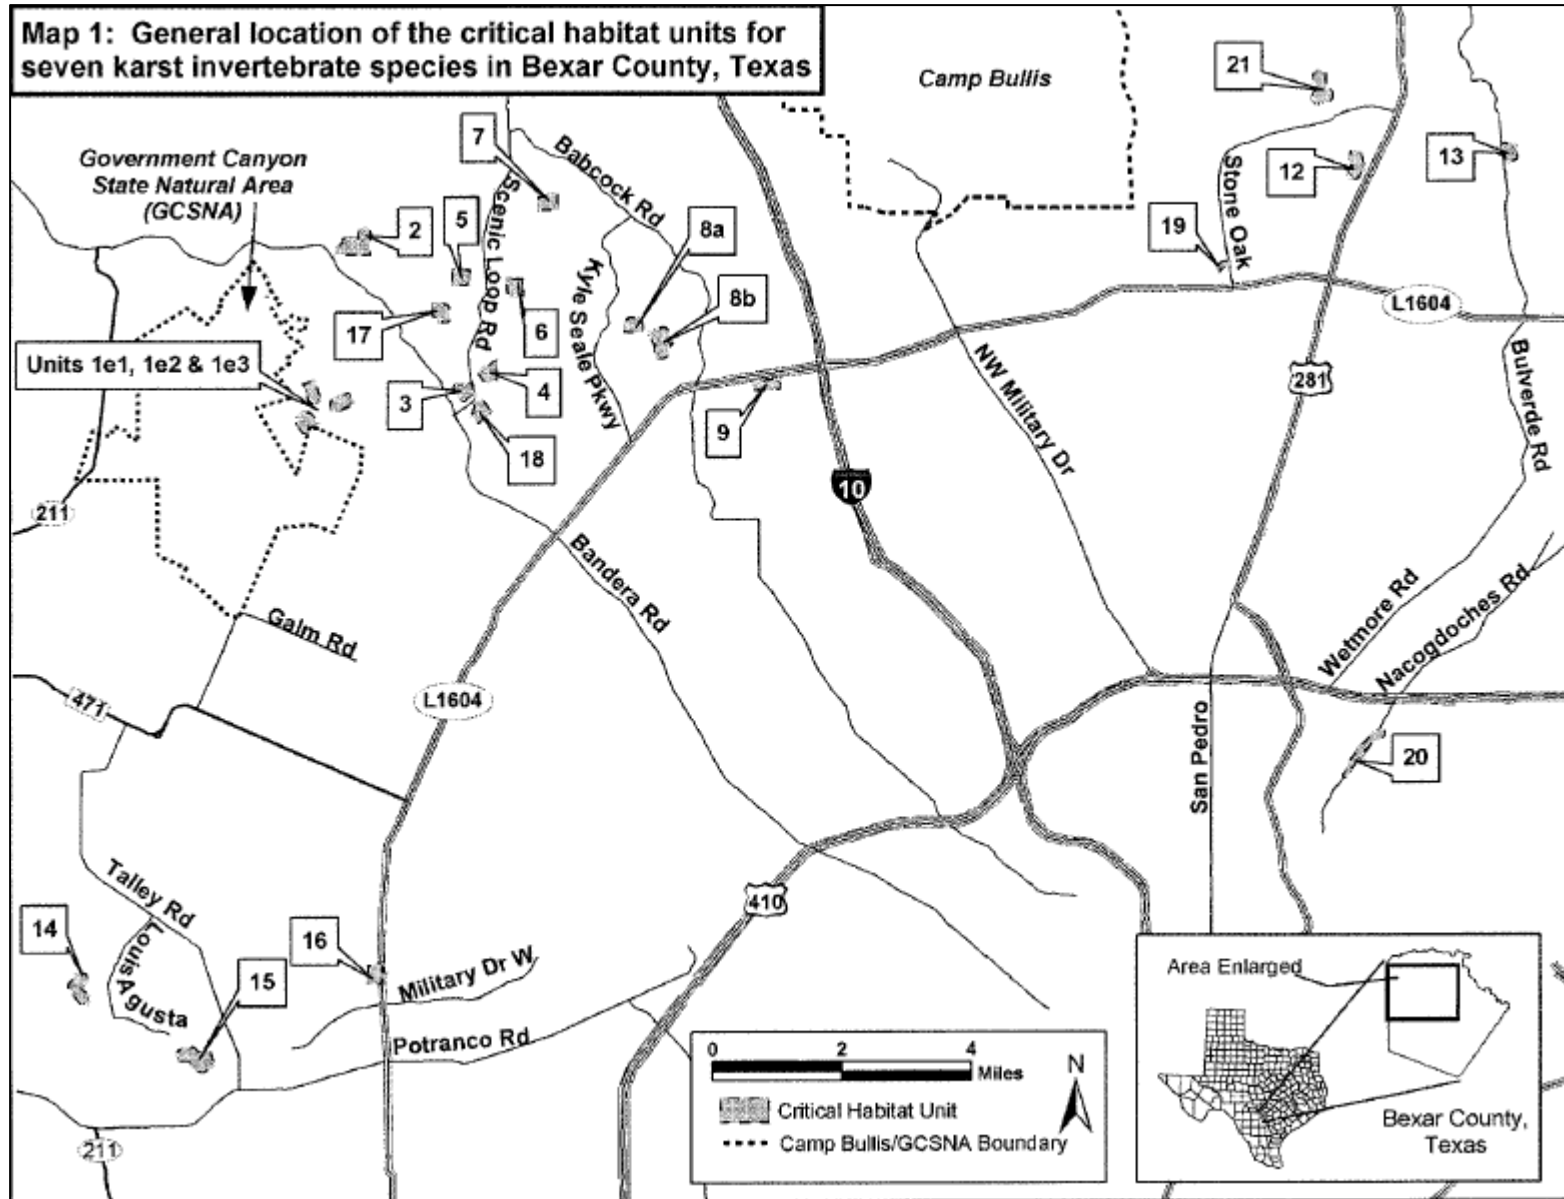 Map 1: General location of the critical habitat units for
seven karst invertebrate species in Bexar County, Texas
Camp Bullis
21
7
Babcock Rd
Government Canyon
State Natural Area
(GCSNA)
Stone Oak
12
13
Scenic Loop Rd
2
5
8a
19
Kyle Seale Pkwy
8b
17
6
L1604
Units 1e1, 1e2 & 1e3
NW Military Dr
281
Bulverde Rd
3
4
9
18
10
211
Bandera Rd
Galm Rd
Wetmore Rd
Nacogdoches Rd
471
L1604
San Pedro
20
Talley Rd
410
14
Louis Agusta
16
15
Military Dr W
Potranco Rd
211
0 2 4
Miles
N
Critical Habitat Unit
Camp Bullis/GCSNA Boundary
Area Enlarged
Bexar County,
Texas